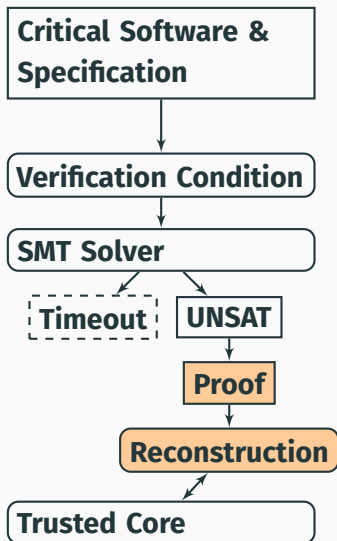 Critical Software &
Specification
Verification Condition
SMT Solver
Timeout
UNSAT
Proof
Reconstruction
Trusted Core